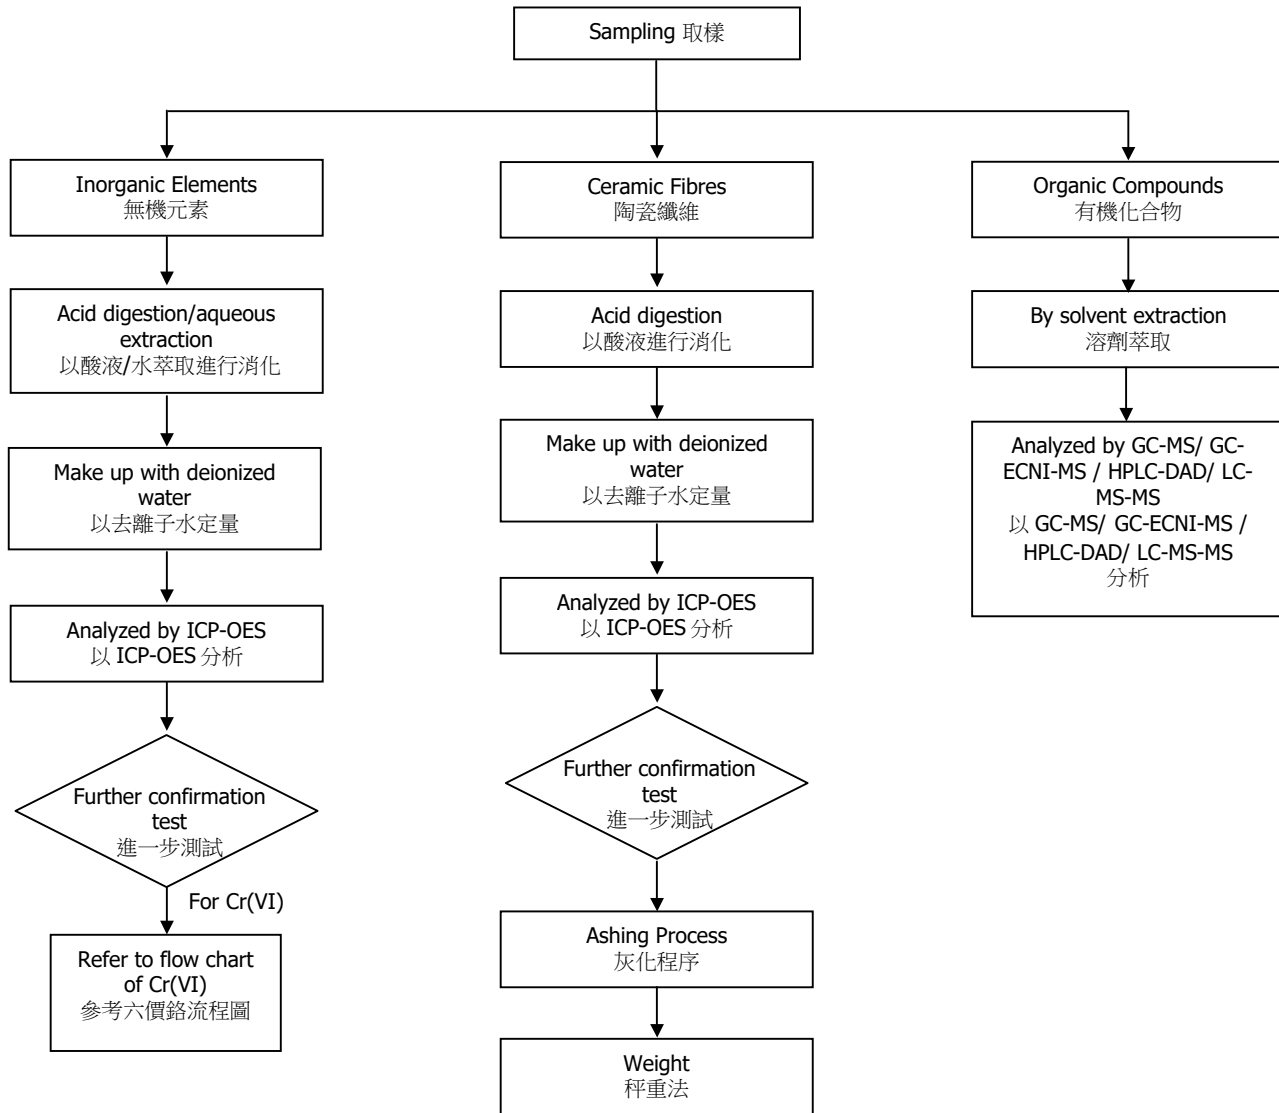 Sampling 取樣
Inorganic Elements
無機元素
Acid digestion/aqueous
extraction
以酸液/水萃取進行消化
Make up with deionized
water
以去離子水定量
Analyzed by ICP-OES
以 ICP-OES 分析
Further confirmation
test
進一步測試
For Cr(VI)
Refer to flow chart
of Cr(VI)
參考六價鉻流程圖
Ceramic Fibres
陶瓷纖維
Acid digestion
以酸液進行消化
Make up with deionized
water
以去離子水定量
Analyzed by ICP-OES
以 ICP-OES 分析
Further confirmation
test
進一步測試
Ashing Process
灰化程序
Weight
秤重法
Organic Compounds
有機化合物
By solvent extraction
溶劑萃取
Analyzed by GC-MS/ GC-
ECNI-MS / HPLC-DAD/ LC-
MS-MS
以 GC-MS/ GC-ECNI-MS /
HPLC-DAD/ LC-MS-MS
分析